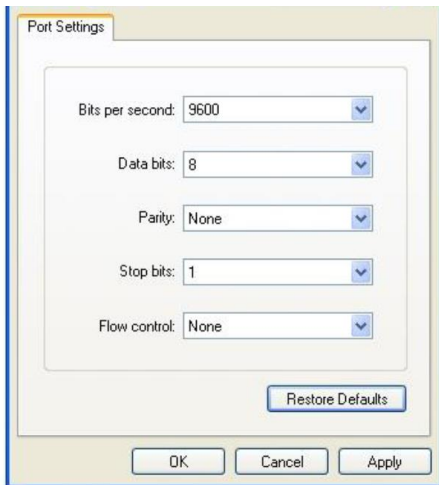 Port Settings
Bits per second: 9600
Data bits: 8
Parity: None
Stop bits: 1
Flow control: None
Restore Defaults
OK Cancel Apply